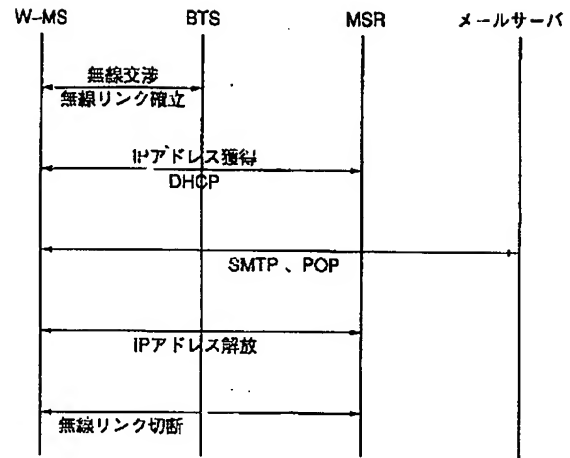 W-MS BTS MSR メールサーバ
無線交渉
無線リンク確立
IPアドレス獲得
DHCP
SMTP 、POP
IPアドレス解放
無線リンク切断